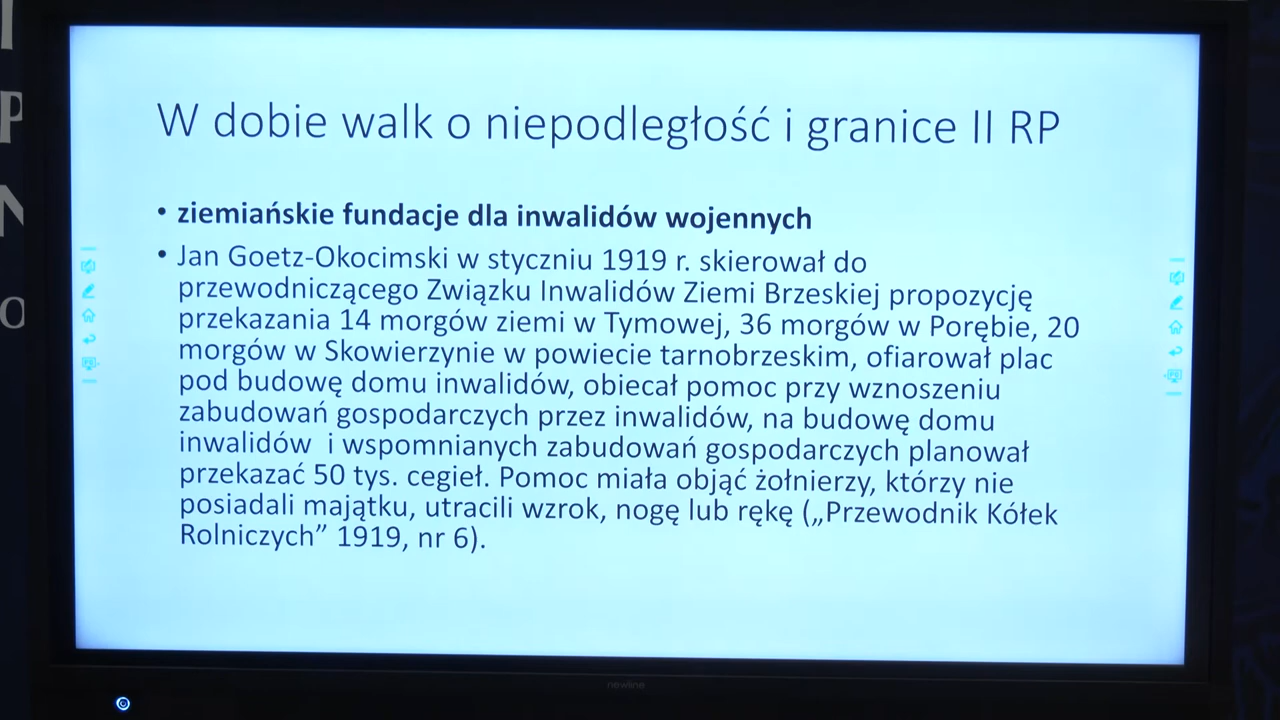 I
P
N
O
W dobie walk o niepodległość i granice II RP
• ziemiańskie fundacje dla inwalidów wojennych
• Jan Goetz-Okocimski w styczniu 1919 r. skierował do
przewodniczącego Związku Inwalidów Ziemi Brzeskiej propozycję
przekazania 14 morgów ziemi w Tymowej, 36 morgów w Porębie, 20
morgów w Skowierzynie w powiecie tarnobrzeskim, ofiarował plac
pod budowę domu inwalidów, obiecał pomoc przy wznoszeniu
zabudowań gospodarczych przez inwalidów, na budowę domu
inwalidów  i wspomnianych zabudowań gospodarczych planował
przekazać 50 tys. cegieł. Pomoc miała objąć żołnierzy, którzy nie
posiadali majątku, utracili wzrok, nogę lub rękę („Przewodnik Kółek
Rolniczych” 1919, nr 6).
newline